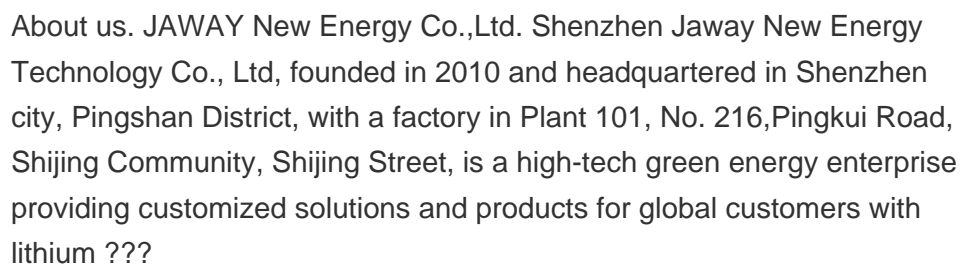 About us. JAWAY New Energy Co.,Ltd. Shenzhen Jaway New Energy
Technology Co., Ltd, founded in 2010 and headquartered in Shenzhen
city, Pingshan District, with a factory in Plant 101, No. 216,Pingkui Road,
Shijing Community, Shijing Street, is a high-tech green energy enterprise
providing customized solutions and products for global customers with
lithium ???